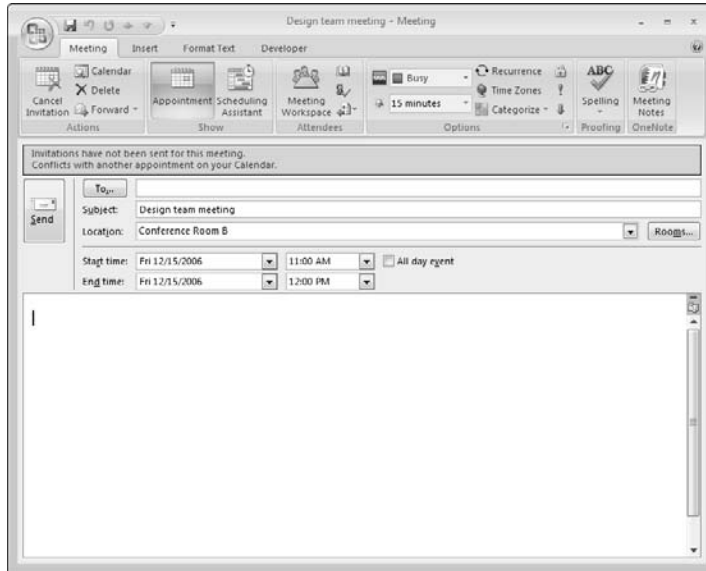 Design team meeting - Meeting
Meeting Insert Format Text Developer
Calendar
Delete
Forward
Cancel Invitation
Actions
Appointment Scheduling Assistant
Show
Meeting Workspace
Attendees
Busy
15 minutes
Recurrence
Time Zones
Categorize
Options
ABC
Spelling
Proofing
Meeting Notes
OneNote
Invitations have not been sent for this meeting.
Conflicts with another appointment on your Calendar.
Send
To...
Subject: Design team meeting
Location: Conference Room B Rooms...
Start time: Fri 12/15/2006 11:00 AM All day event
End time: Fri 12/15/2006 12:00 PM